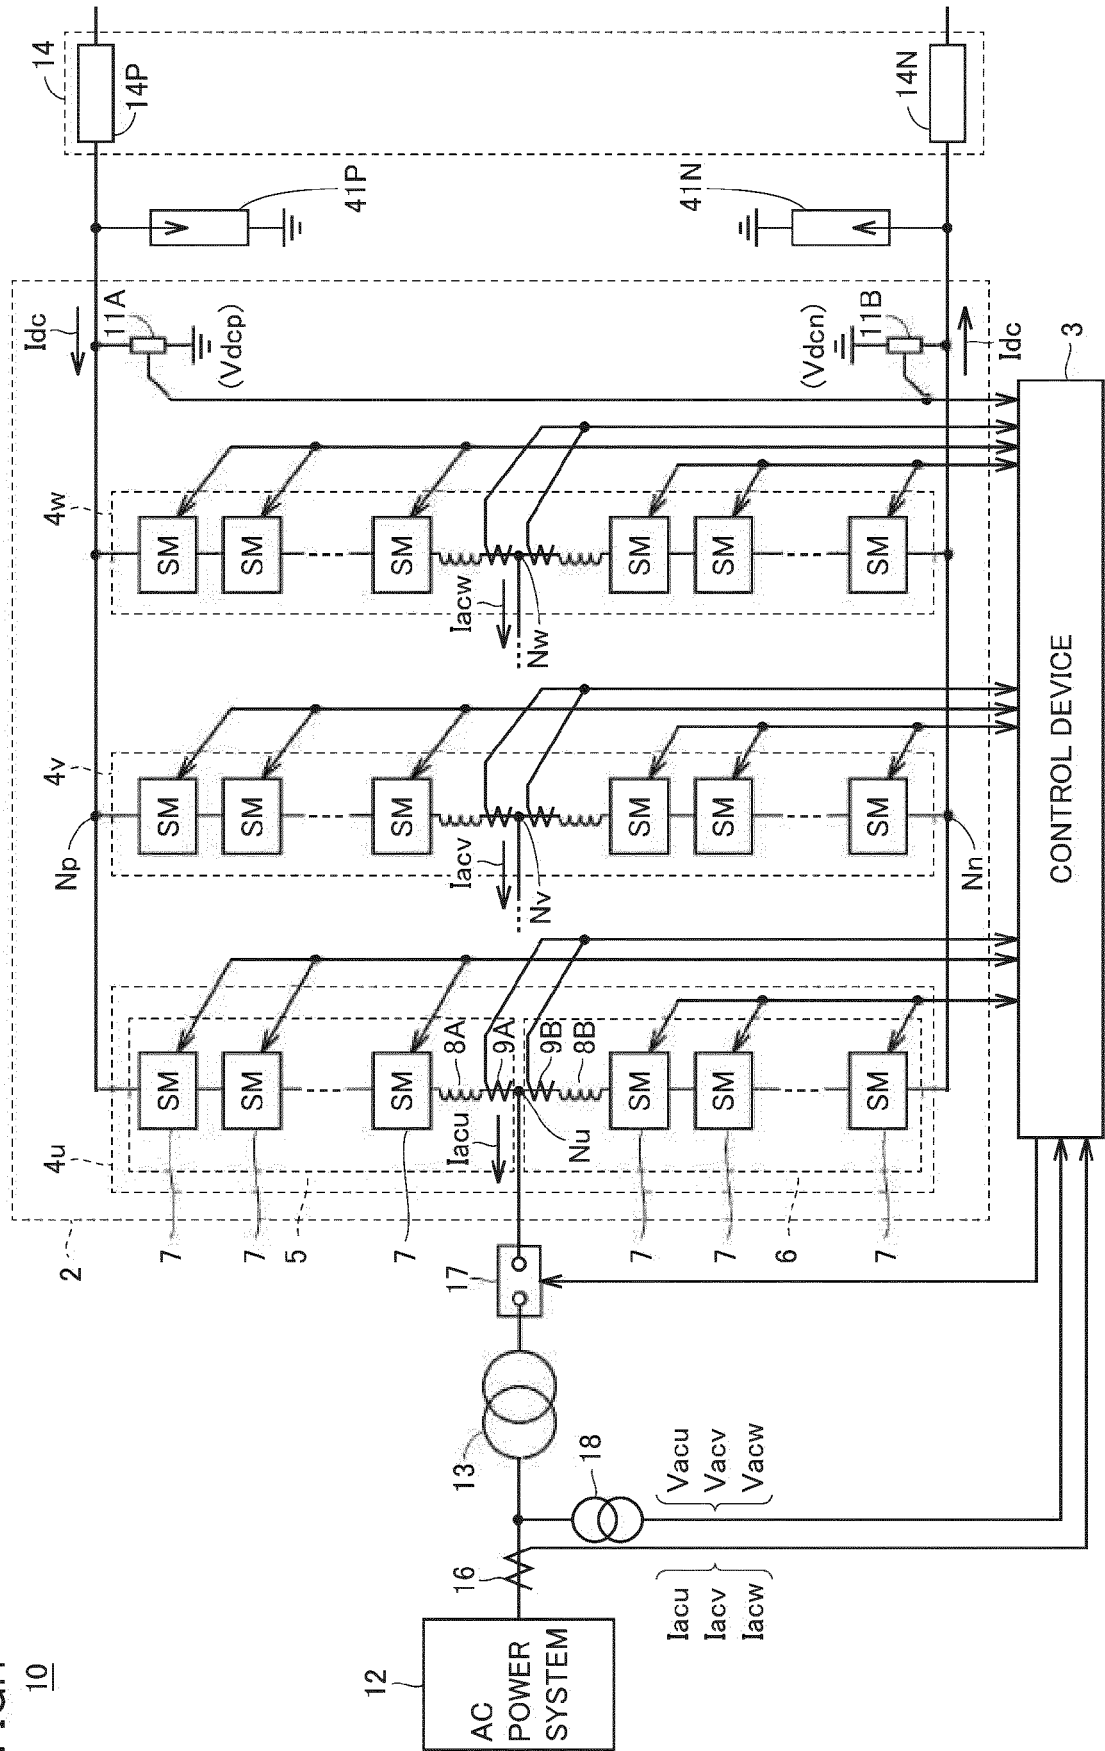 10
14
14P
14N
41P
41N
Idc
11A
(Vdcp)
(Vdcn)
11B
Idc
3
4w
SM
SM
SM
SM
SM
SM
Iacw
Nw
4v
Np
SM
SM
SM
SM
SM
SM
Iacv
Nv
Nn
CONTROL DEVICE
4u
SM
SM
SM
8A
9A
9B
8B
SM
SM
SM
Iacu
Nu
2
7
7
5
7
7
7
6
7
17
13
18
Vacu
Vacv
Vacw
16
Iacu
Iacv
Iacw
12
AC
POWER
SYSTEM